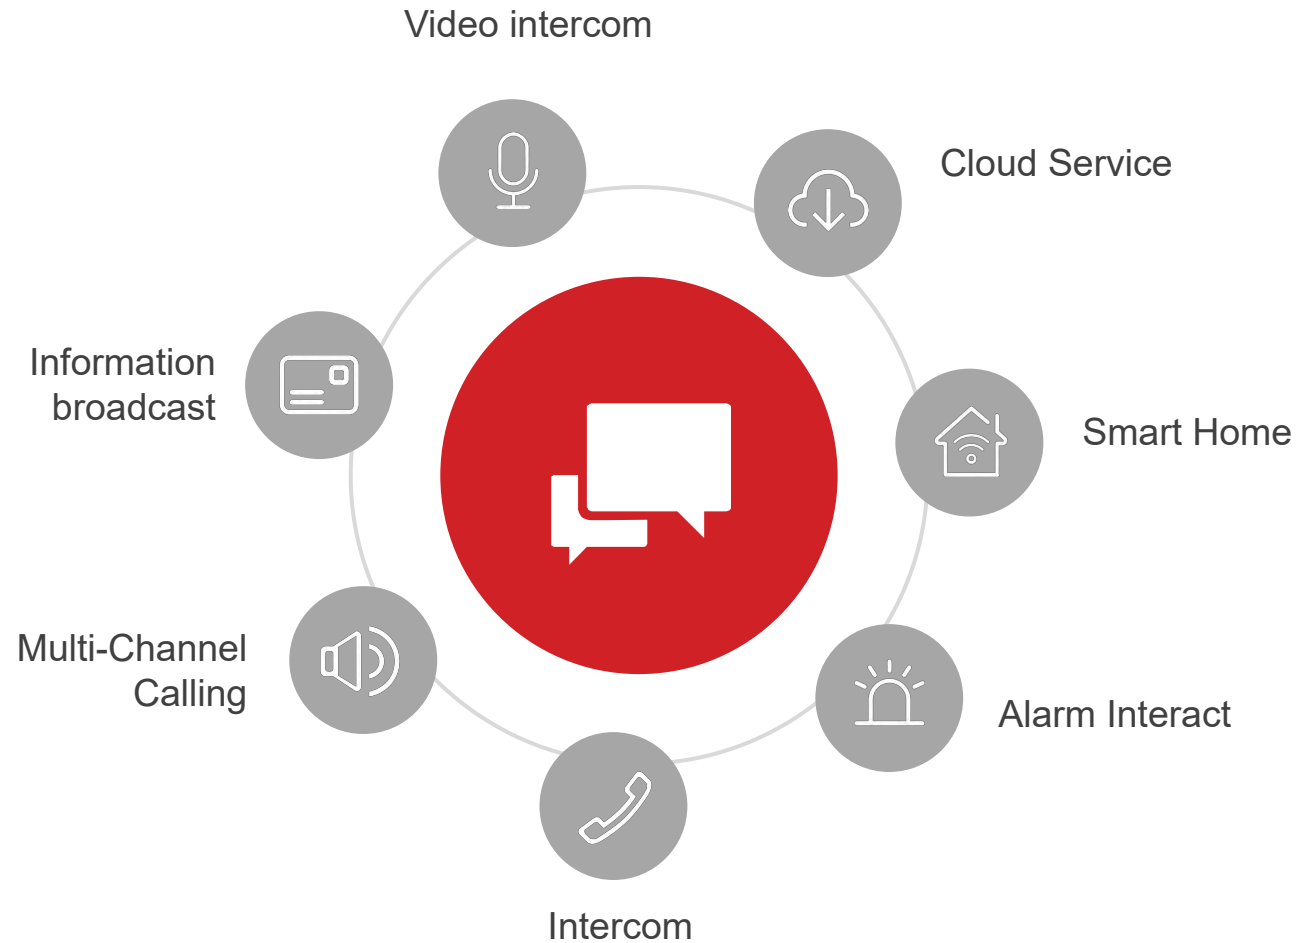 Video intercom
Cloud Service
Information
broadcast
Smart Home
Multi-Channel
Calling
Alarm Interact
Intercom